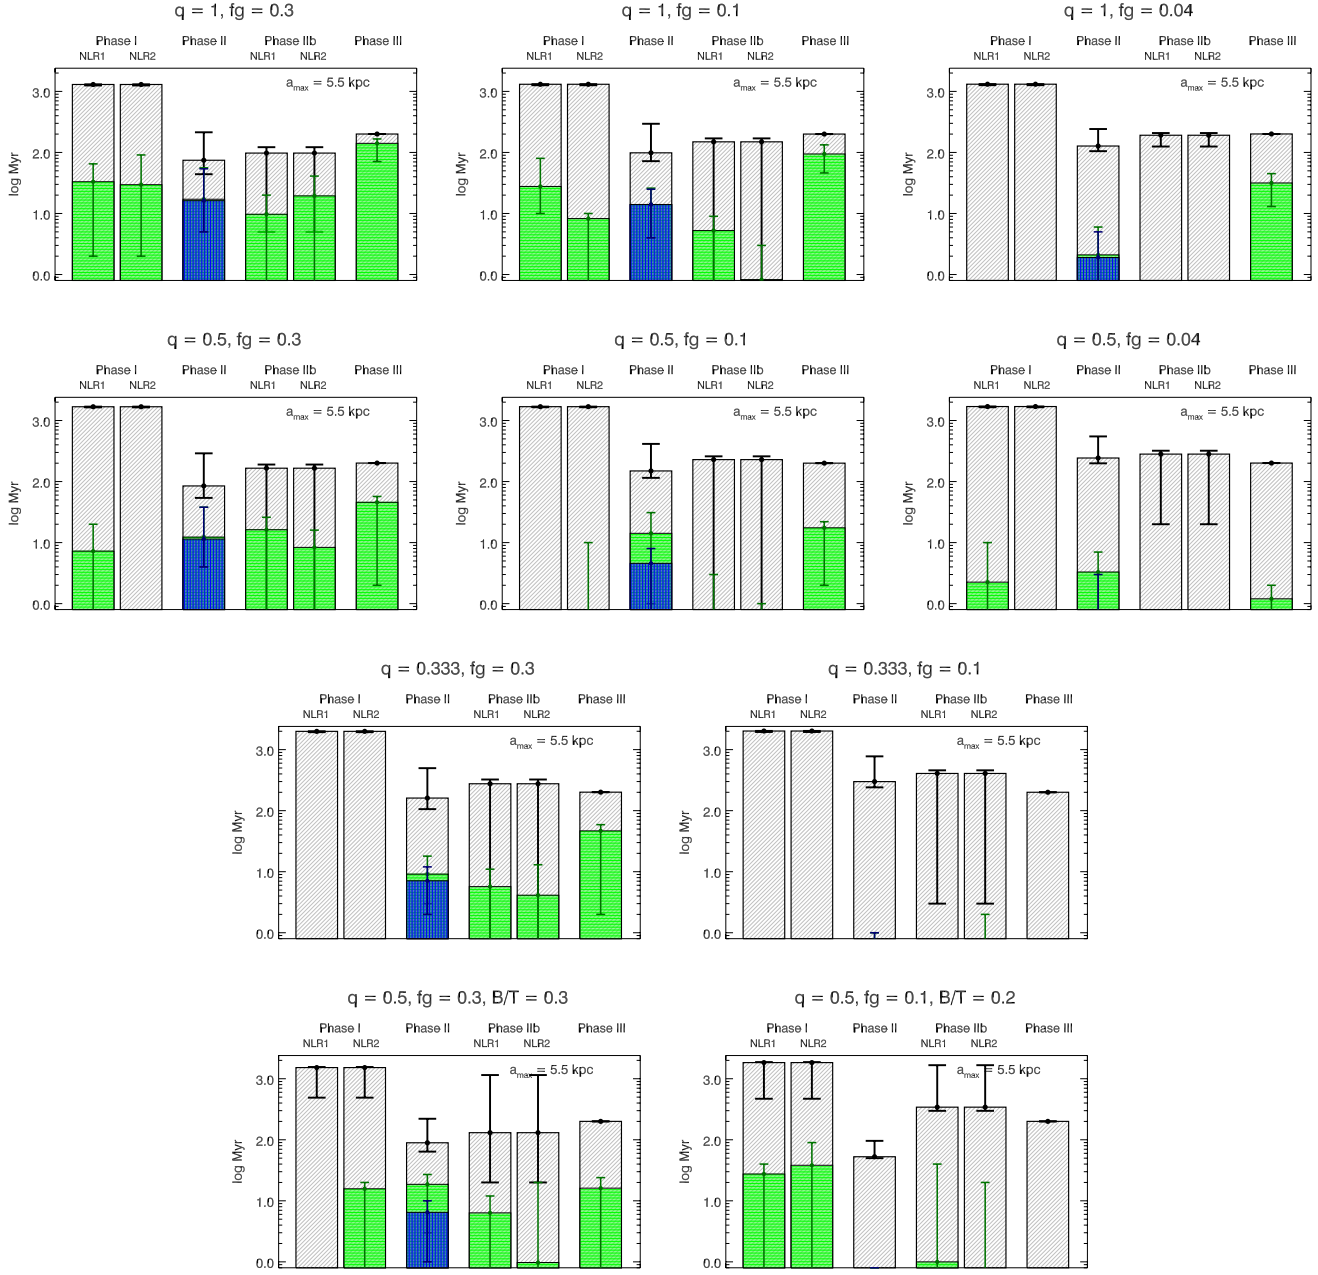 q = 1, fg = 0.3
Phase I Phase II Phase IIb Phase III
NLR1 NLR2 NLR1 NLR2
a_max = 5.5 kpc
3.0
2.0
1.0
0.0
log Myr
q = 1, fg = 0.1
Phase I Phase II Phase IIb Phase III
NLR1 NLR2 NLR1 NLR2
a_max = 5.5 kpc
3.0
2.0
1.0
0.0
log Myr
q = 1, fg = 0.04
Phase I Phase II Phase IIb Phase III
NLR1 NLR2 NLR1 NLR2
a_max = 5.5 kpc
3.0
2.0
1.0
0.0
log Myr
q = 0.5, fg = 0.3
Phase I Phase II Phase IIb Phase III
NLR1 NLR2 NLR1 NLR2
a_max = 5.5 kpc
3.0
2.0
1.0
0.0
log Myr
q = 0.5, fg = 0.1
Phase I Phase II Phase IIb Phase III
NLR1 NLR2 NLR1 NLR2
a_max = 5.5 kpc
3.0
2.0
1.0
0.0
log Myr
q = 0.5, fg = 0.04
Phase I Phase II Phase IIb Phase III
NLR1 NLR2 NLR1 NLR2
a_max = 5.5 kpc
3.0
2.0
1.0
0.0
log Myr
q = 0.333, fg = 0.3
Phase I Phase II Phase IIb Phase III
NLR1 NLR2 NLR1 NLR2
a_max = 5.5 kpc
3.0
2.0
1.0
0.0
log Myr
q = 0.333, fg = 0.1
Phase I Phase II Phase IIb Phase III
NLR1 NLR2 NLR1 NLR2
a_max = 5.5 kpc
3.0
2.0
1.0
0.0
log Myr
q = 0.5, fg = 0.3, B/T = 0.3
Phase I Phase II Phase IIb Phase III
NLR1 NLR2 NLR1 NLR2
a_max = 5.5 kpc
3.0
2.0
1.0
0.0
log Myr
q = 0.5, fg = 0.1, B/T = 0.2
Phase I Phase II Phase IIb Phase III
NLR1 NLR2 NLR1 NLR2
a_max = 5.5 kpc
3.0
2.0
1.0
0.0
log Myr